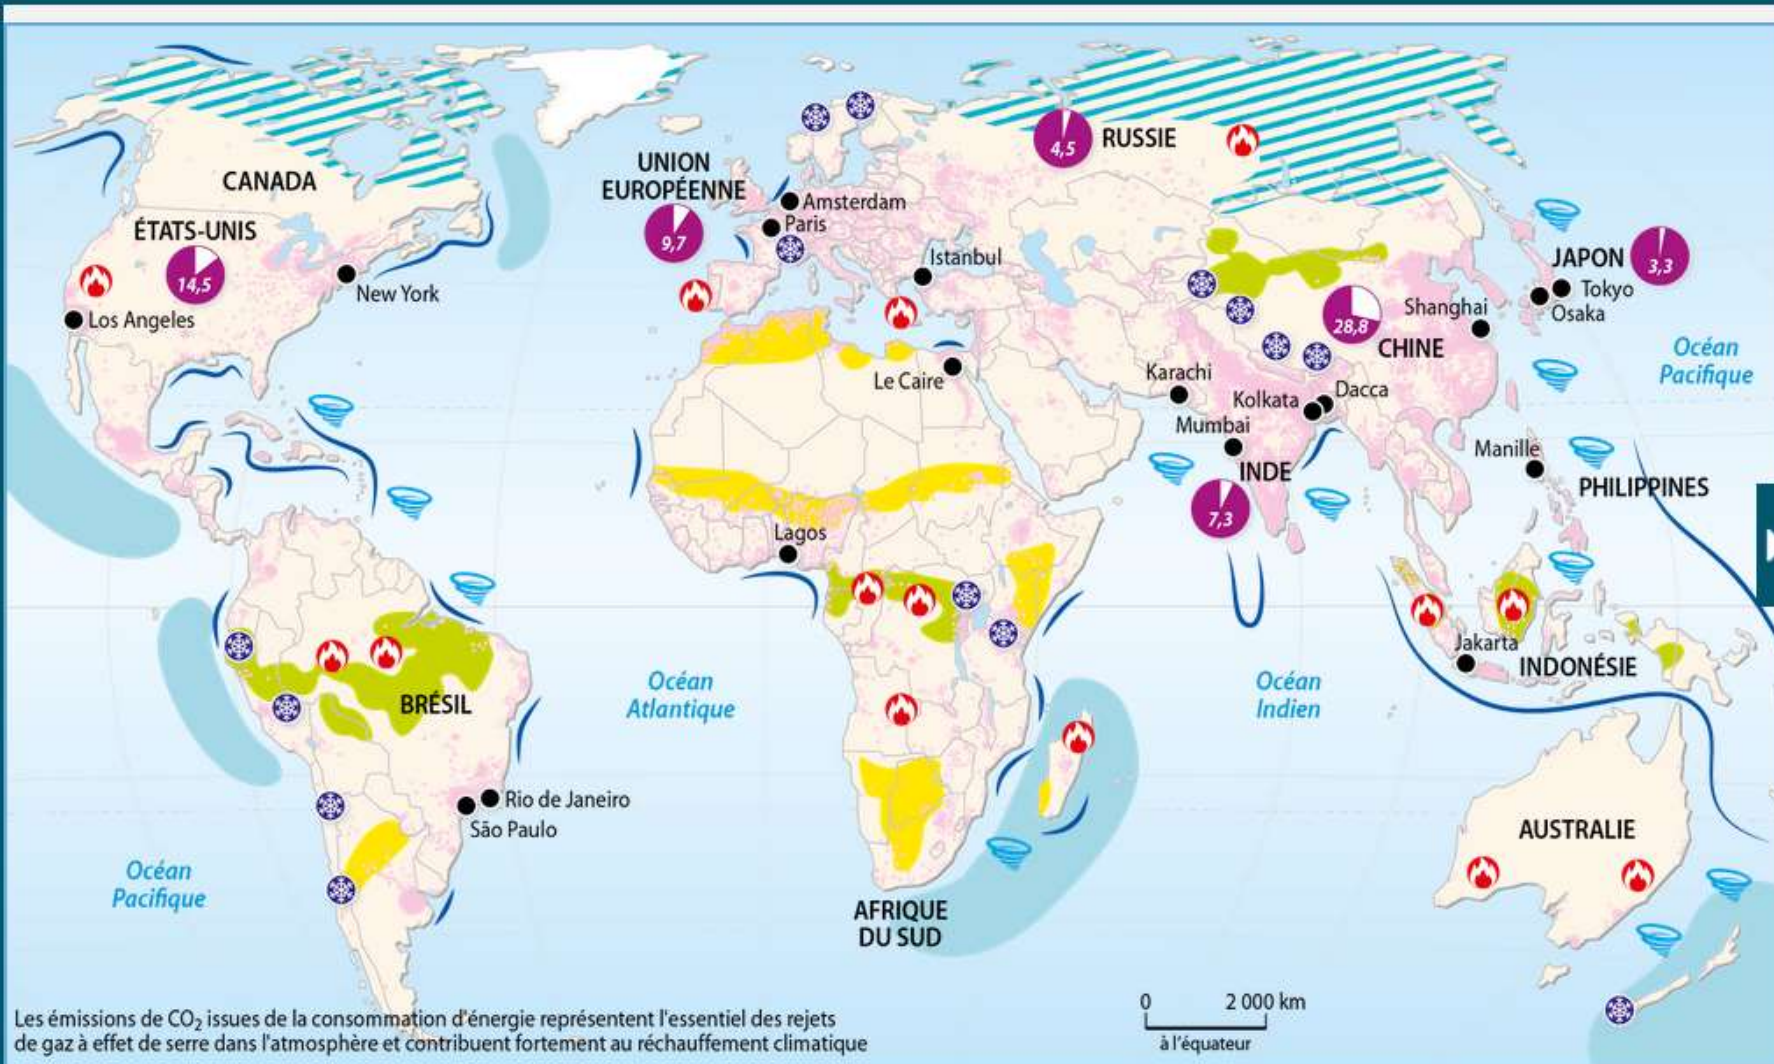 CANADA
ÉTATS-UNIS
14,5
New York
Los Angeles
UNION
EUROPÉENNE
9,7
Amsterdam
Paris
Istanbul
4,5
RUSSIE
JAPON
3,3
Tokyo
Osaka
Shanghai
28,8
CHINE
Océan
Pacifique
Le Caire
Karachi
Kolkata
Dacca
Mumbai
INDE
7,3
Manille
PHILIPPINES
Lagos
Jakarta
INDONÉSIE
BRÉSIL
Océan
Atlantique
Océan
Indien
Rio de Janeiro
São Paulo
AUSTRALIE
Océan
Pacifique
AFRIQUE
DU SUD
0 2 000 km
à l'équateur
Les émissions de CO₂ issues de la consommation d'énergie représentent l'essentiel des rejets
de gaz à effet de serre dans l'atmosphère et contribuent fortement au réchauffement climatique